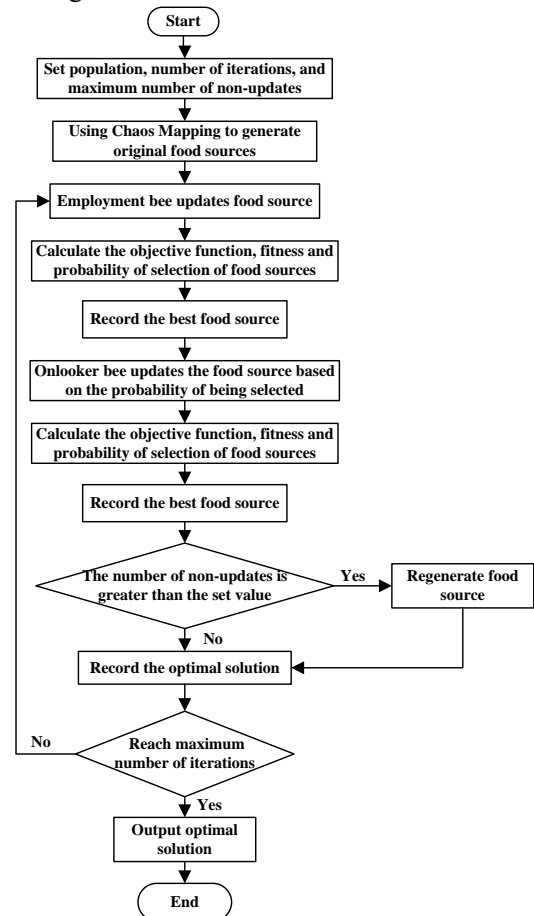 Start
Set population, number of iterations, and
maximum number of non-updates
Using Chaos Mapping to generate
original food sources
Employment bee updates food source
Calculate the objective function, fitness and
probability of selection of food sources
Record the best food source
Onlooker bee updates the food source based
on the probability of being selected
Calculate the objective function, fitness and
probability of selection of food sources
Record the best food source
The number of non-updates is
greater than the set value
Yes
Regenerate food
source
No
Record the optimal solution
No
Reach maximum
number of iterations
Yes
Output optimal
solution
End